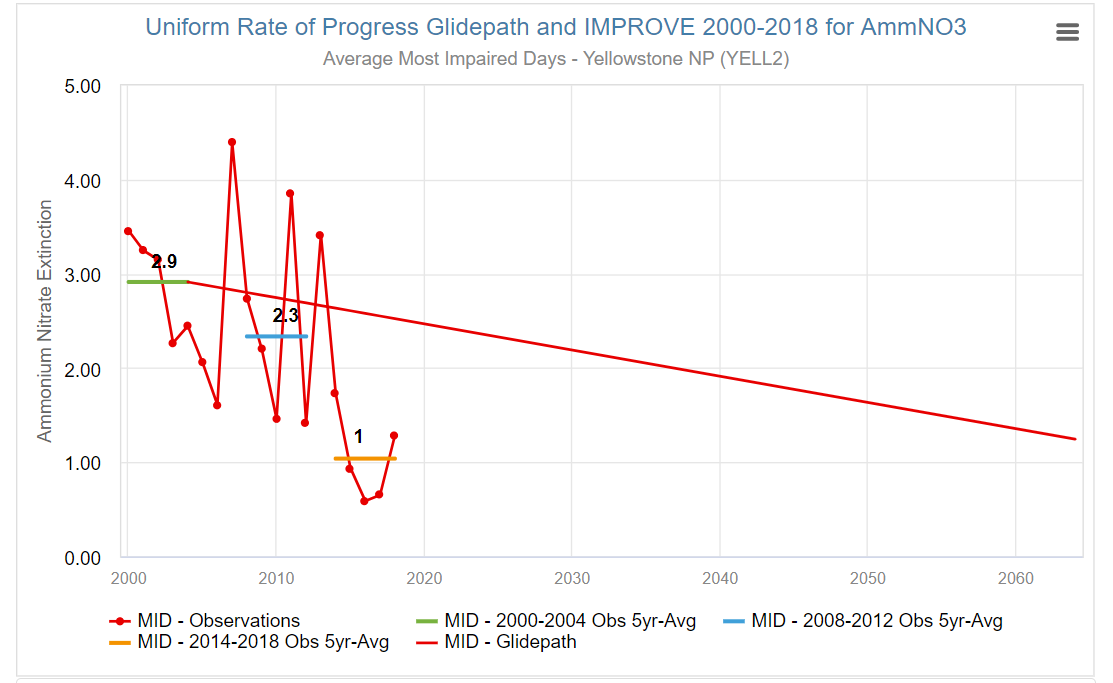 Uniform Rate of Progress Glidepath and IMPROVE 2000-2018 for AmmNO3
Average Most Impaired Days - Yellowstone NP (YELL2)
Ammonium Nitrate Extinction
5.00
4.00
3.00
2.00
1.00
0.00
2.9
2.3
1
2000 2010 2020 2030 2040 2050 2060
MID - Observations MID - 2000-2004 Obs 5yr-Avg MID - 2008-2012 Obs 5yr-Avg
MID - 2014-2018 Obs 5yr-Avg MID - Glidepath